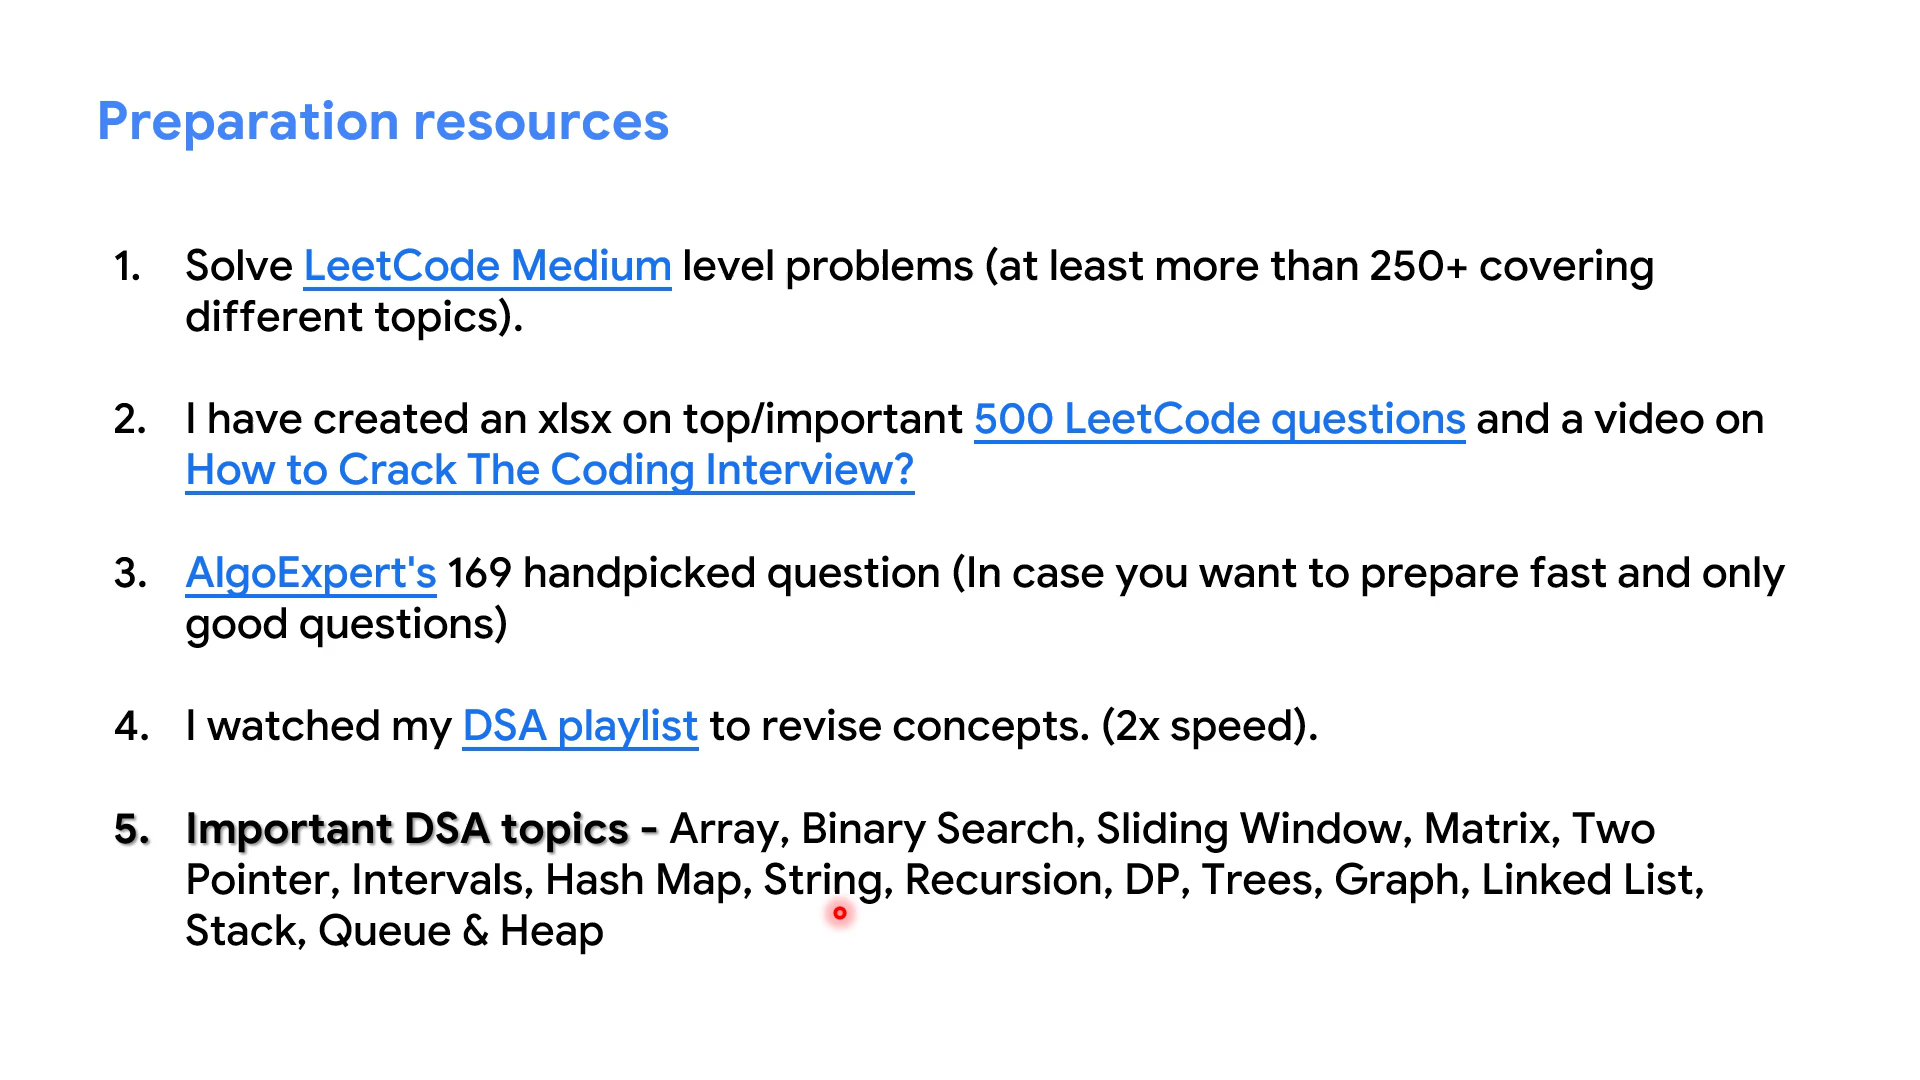 Preparation resources
1. Solve LeetCode Medium level problems (at least more than 250+ covering
different topics).
2. I have created an xlsx on top/important 500 LeetCode questions and a video on
How to Crack The Coding Interview?
3. AlgoExpert's 169 handpicked question (In case you want to prepare fast and only
good questions)
4. I watched my DSA playlist to revise concepts. (2x speed).
5. Important DSA topics - Array, Binary Search, Sliding Window, Matrix, Two
Pointer, Intervals, Hash Map, String, Recursion, DP, Trees, Graph, Linked List,
Stack, Queue & Heap